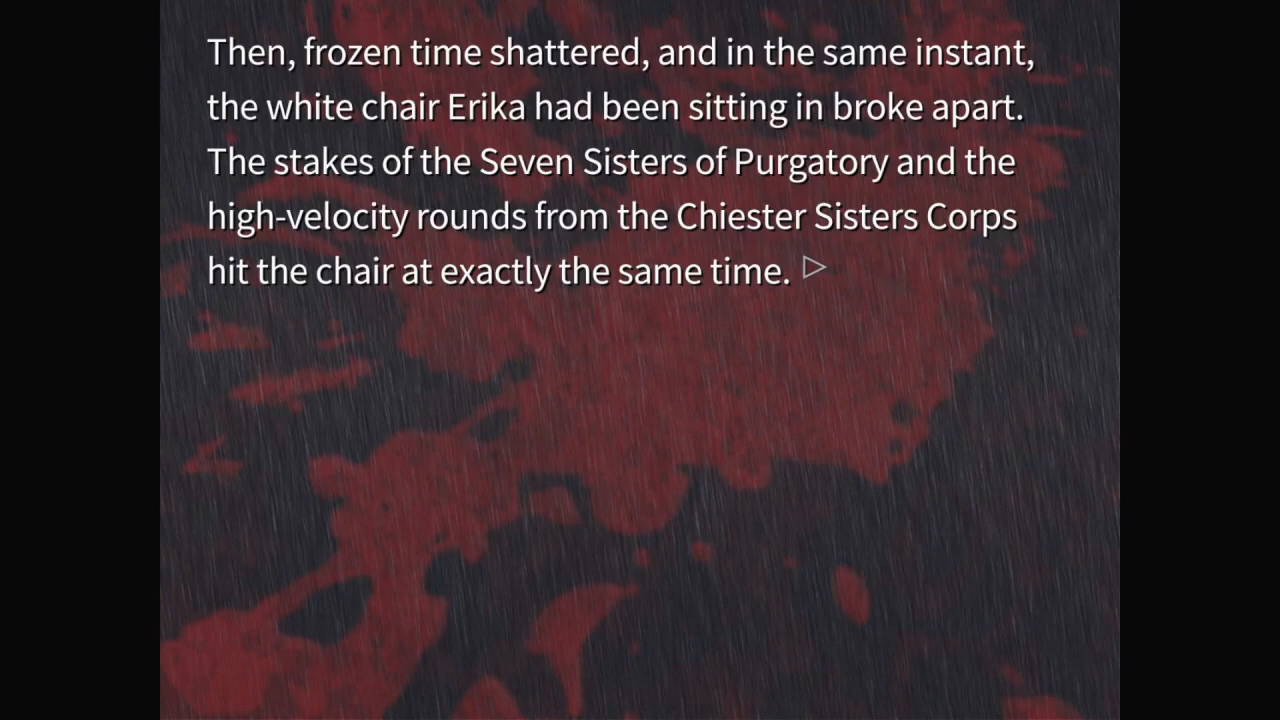 Then, frozen time shattered, and in the same instant,
the white chair Erika had been sitting in broke apart.
The stakes of the Seven Sisters of Purgatory and the
high-velocity rounds from the Chiester Sisters Corps
hit the chair at exactly the same time.